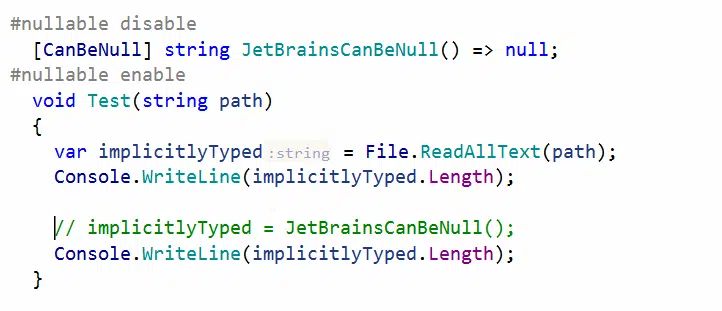 #nullable disable
[CanBeNull] string JetBrainsCanBeNull() => null;
#nullable enable
void Test(string path)
{
var implicitlyTyped :string = File.ReadAllText(path);
Console.WriteLine(implicitlyTyped.Length);
// implicitlyTyped = JetBrainsCanBeNull();
Console.WriteLine(implicitlyTyped.Length);
}